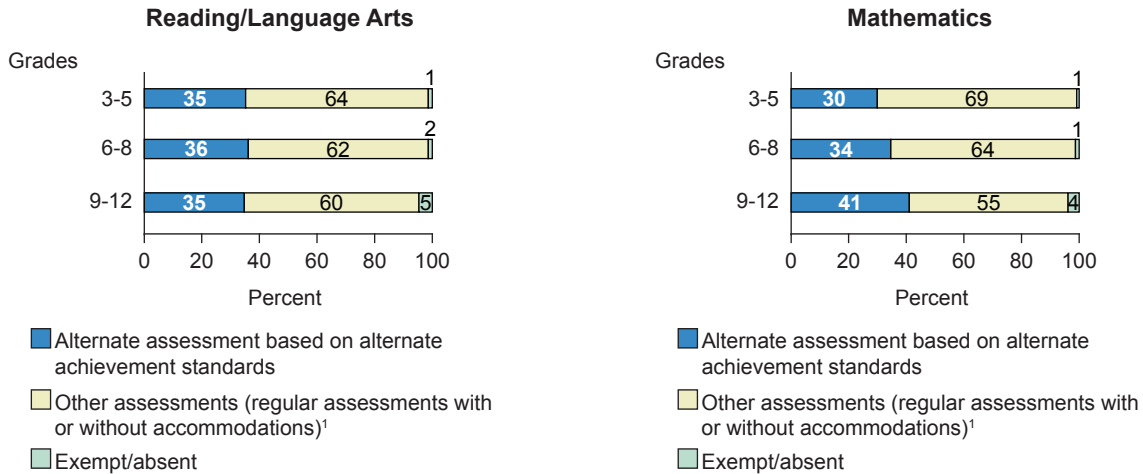 Reading/Language Arts
Grades
1
3-5 35 64
2
6-8 36 62
9-12 35 60 5
0 20 40 60 80 100
Percent
Alternate assessment based on alternate
achievement standards
Other assessments (regular assessments with
or without accommodations)¹
Exempt/absent
Mathematics
Grades
1
3-5 30 69
1
6-8 34 64
9-12 41 55 4
0 20 40 60 80 100
Percent
Alternate assessment based on alternate
achievement standards
Other assessments (regular assessments with
or without accommodations)¹
Exempt/absent